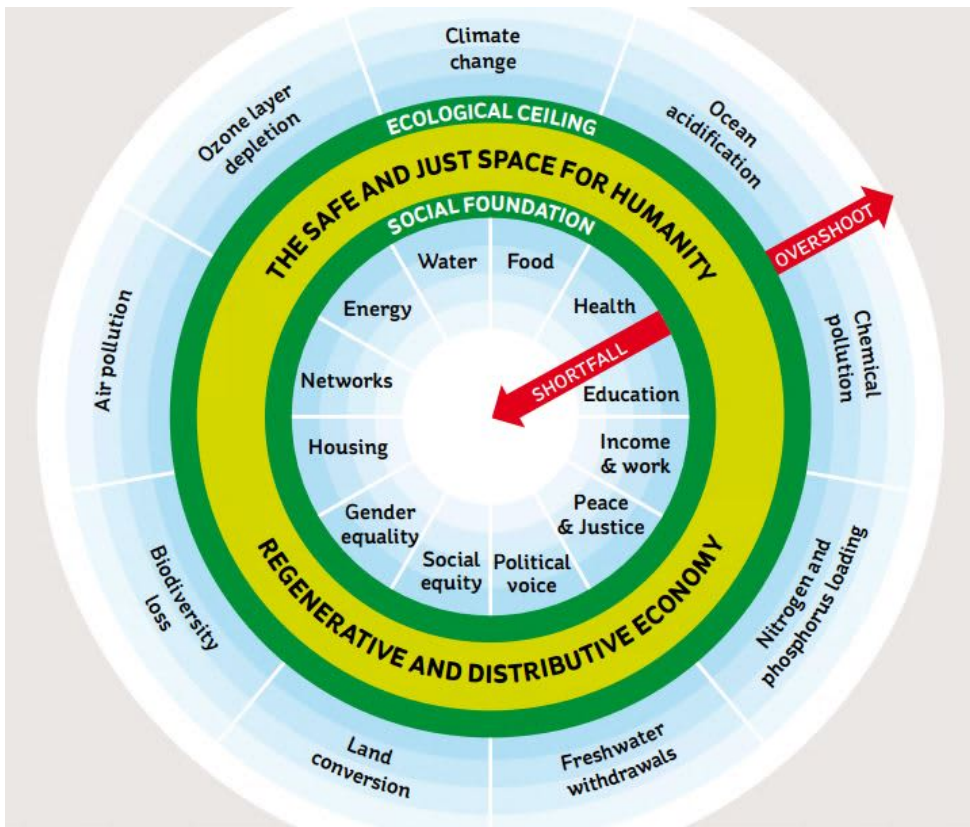 Climate
change
Ocean
acidification
OVERSHOOT
Chemical
pollution
Nitrogen and
phosphorus loading
Freshwater
withdrawals
Land
conversion
Biodiversity
loss
Air pollution
Ozone layer
depletion
ECOLOGICAL CEILING
THE SAFE AND JUST SPACE FOR HUMANITY
SOCIAL FOUNDATION
Water
Food
Health
SHORTFALL
Education
Income
& work
Peace
& Justice
Political
voice
Social
equity
Gender
equality
Housing
Networks
Energy
REGENERATIVE AND DISTRIBUTIVE ECONOMY